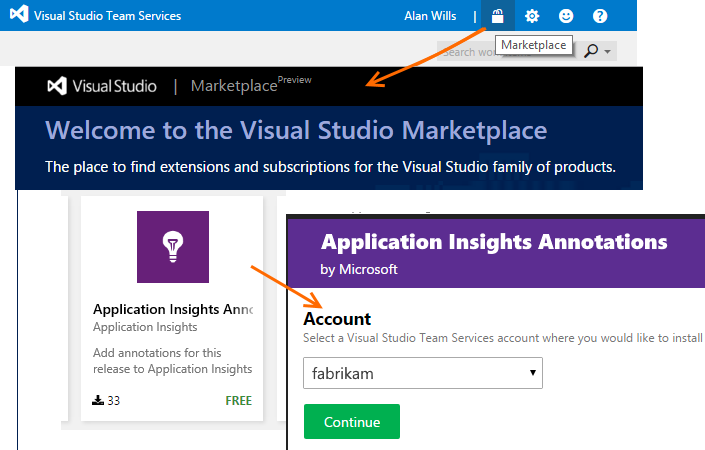 Visual Studio Team Services
Alan Wills |
Marketplace
Search wor
Visual Studio | Marketplace Preview
Welcome to the Visual Studio Marketplace
The place to find extensions and subscriptions for the Visual Studio family of products.
Application Insights Anno
Application Insights
Add annotations for this
release to Application Insights
33 FREE
Application Insights Annotations
by Microsoft
Account
Select a Visual Studio Team Services account where you would like to install
fabrikam
Continue